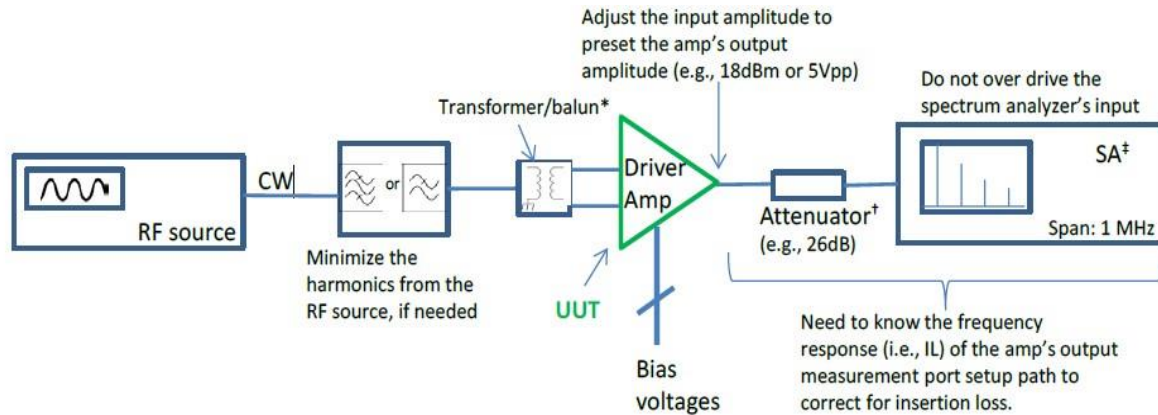 Adjust the input amplitude to
preset the amp's output
amplitude (e.g., 18dBm or 5Vpp)
Do not over drive the
spectrum analyzer's input
Transformer/balun*
CW
or
RF source
Driver
Amp
SA‡
Attenuator†
(e.g., 26dB)
Span: 1 MHz
Minimize the
harmonics from the
RF source, if needed
UUT
Bias
voltages
Need to know the frequency
response (i.e., IL) of the amp's output
measurement port setup path to
correct for insertion loss.